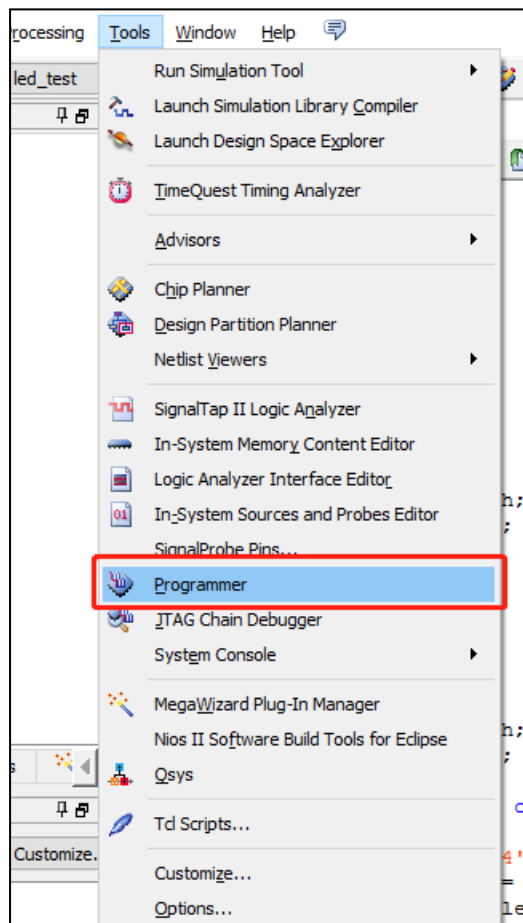 rocessing Tools Window Help
led_test
Run Simulation Tool
Launch Simulation Library Compiler
Launch Design Space Explorer
TimeQuest Timing Analyzer
Advisors
Chip Planner
Design Partition Planner
Netlist Viewers
SignalTap II Logic Analyzer
In-System Memory Content Editor
Logic Analyzer Interface Editor
In-System Sources and Probes Editor
h;
;
SignalProbe Pins...
Programmer
JTAG Chain Debugger
System Console
MegaWizard Plug-In Manager
h;
Nios II Software Build Tools for Eclipse
;
s
Qsys
c
Tcl Scripts...
Customize.
4'
Customize...
=
Options...
le